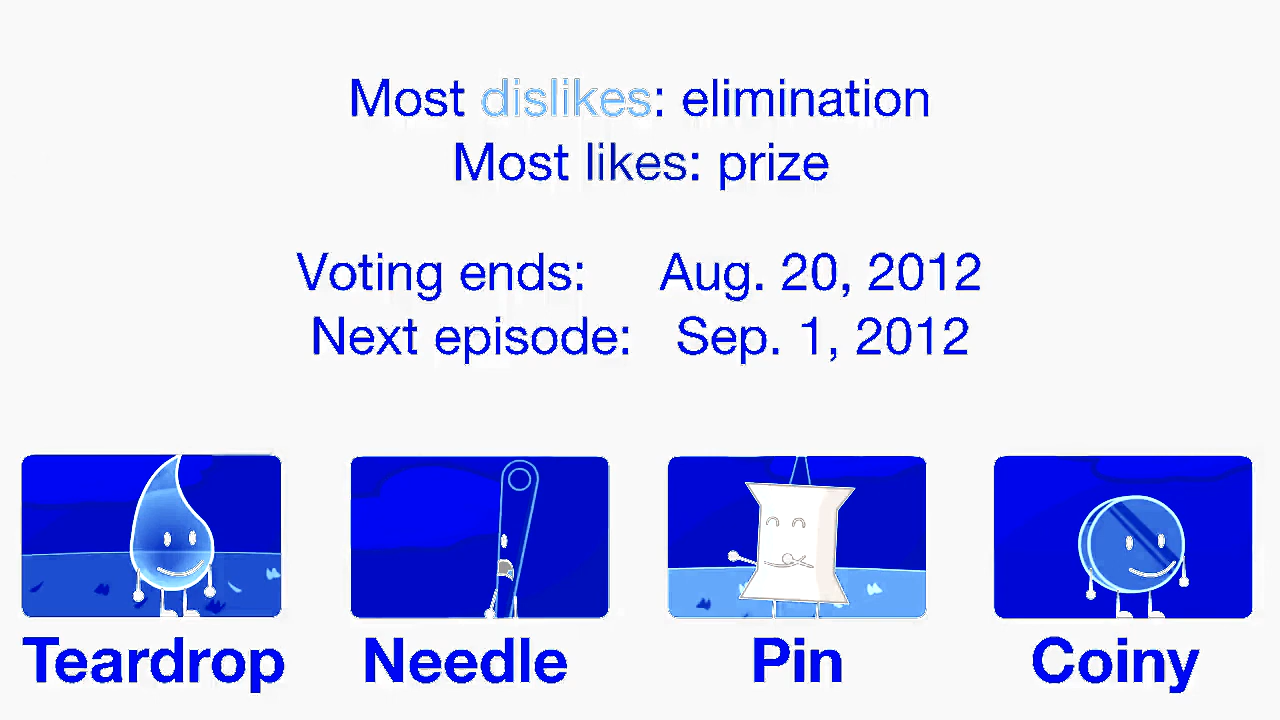 Most dislikes: elimination
Most likes: prize
Voting ends: Aug. 20, 2012
Next episode: Sep. 1, 2012
Teardrop Needle Pin Coiny